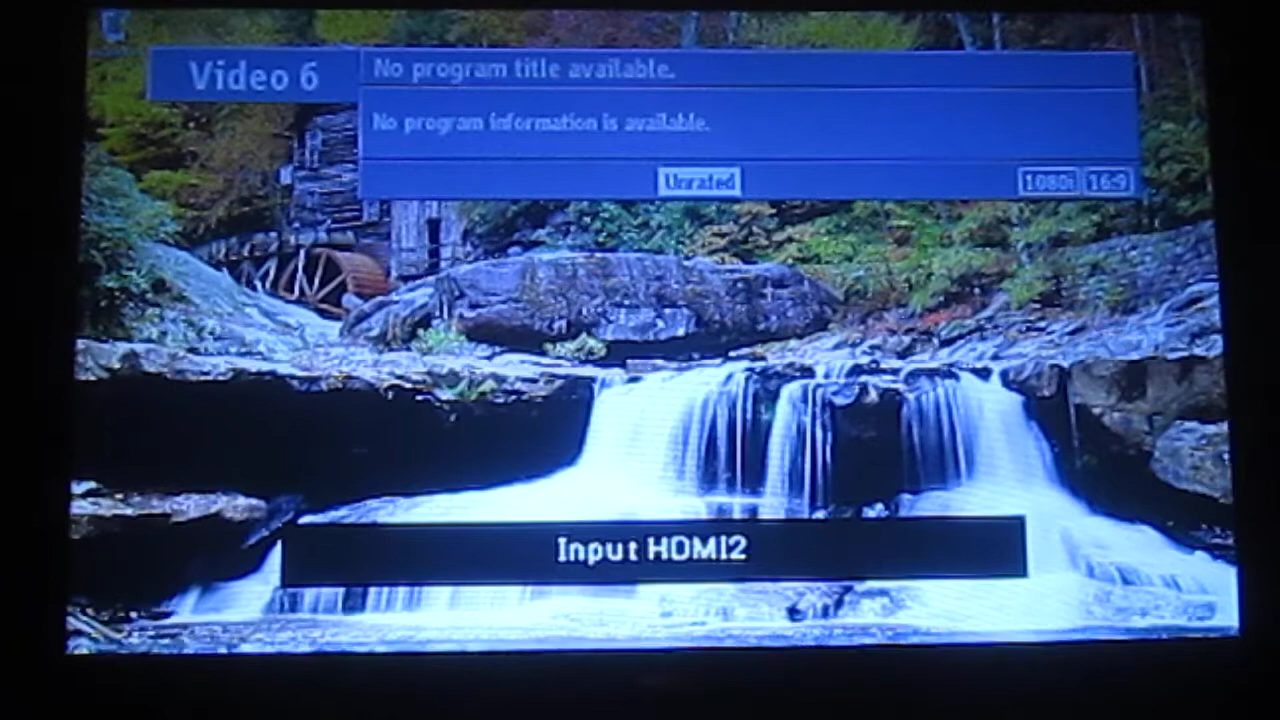 Video 6
No program title available.
No program information is available.
Unrated
1080i 16:9
Input HDMI2